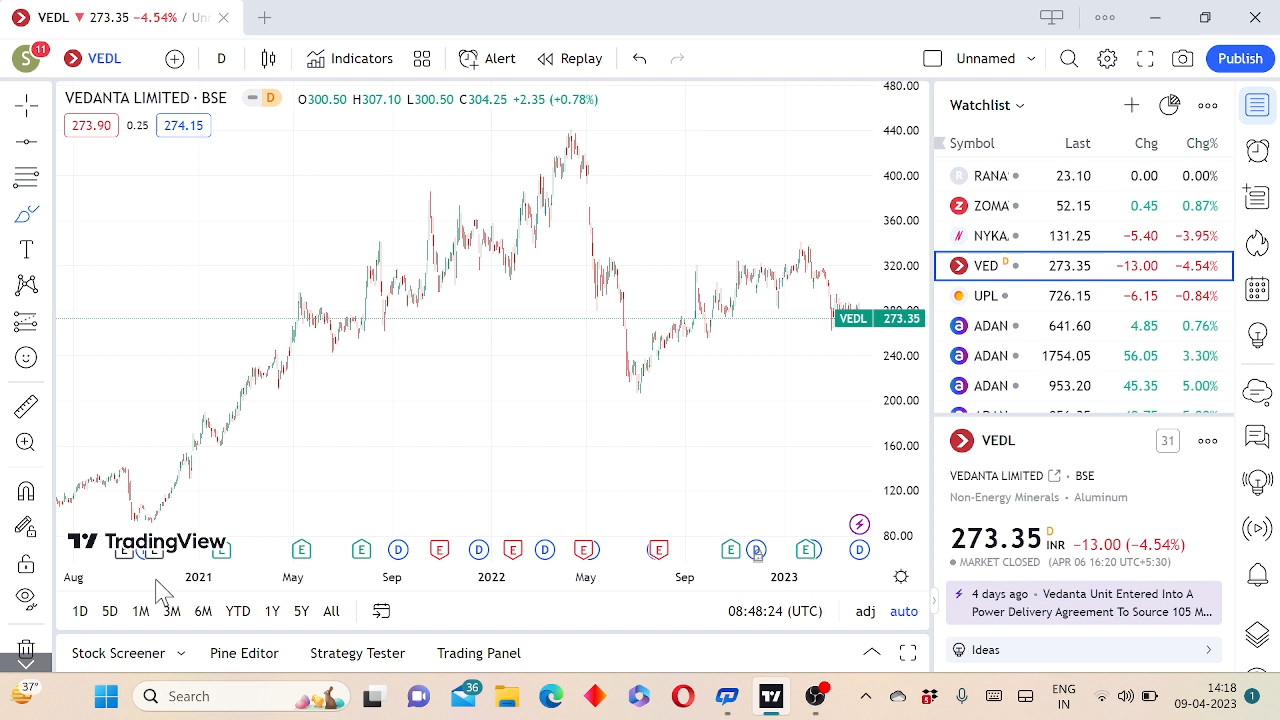 VEDL ▼ 273.35 −4.54% / Unn
S 11 VEDL D Indicators Alert Replay Unnamed Publish
VEDANTA LIMITED · BSE D O300.50 H307.10 L300.50 C304.25 +2.35 (+0.78%)
273.90 0.25 274.15
480.00
440.00
400.00
360.00
320.00
VEDL 273.35
240.00
200.00
160.00
120.00
80.00
TradingView
E E E E E D E D E D E E E D E D
Aug 2021 May Sep 2022 May Sep 2023
1D 5D 1M 3M 6M YTD 1Y 5Y All 08:48:24 (UTC) adj auto
Stock Screener Pine Editor Strategy Tester Trading Panel
Watchlist
Symbol Last Chg Chg%
R RANA 23.10 0.00 0.00%
ZOMA 52.15 0.45 0.87%
NYKA 131.25 −5.40 −3.95%
VED D 273.35 −13.00 −4.54%
UPL 726.15 −6.15 −0.84%
ADAN 641.60 4.85 0.76%
ADAN 1754.05 56.05 3.30%
ADAN 953.20 45.35 5.00%
VEDL 31
VEDANTA LIMITED · BSE
Non-Energy Minerals · Aluminum
273.35 D INR −13.00 (−4.54%)
MARKET CLOSED (APR 06 16:20 UTC+5:30)
4 days ago · Vedanta Unit Entered Into A
Power Delivery Agreement To Source 105 M...
Ideas
37° Search 36 ENG IN 14:18 1